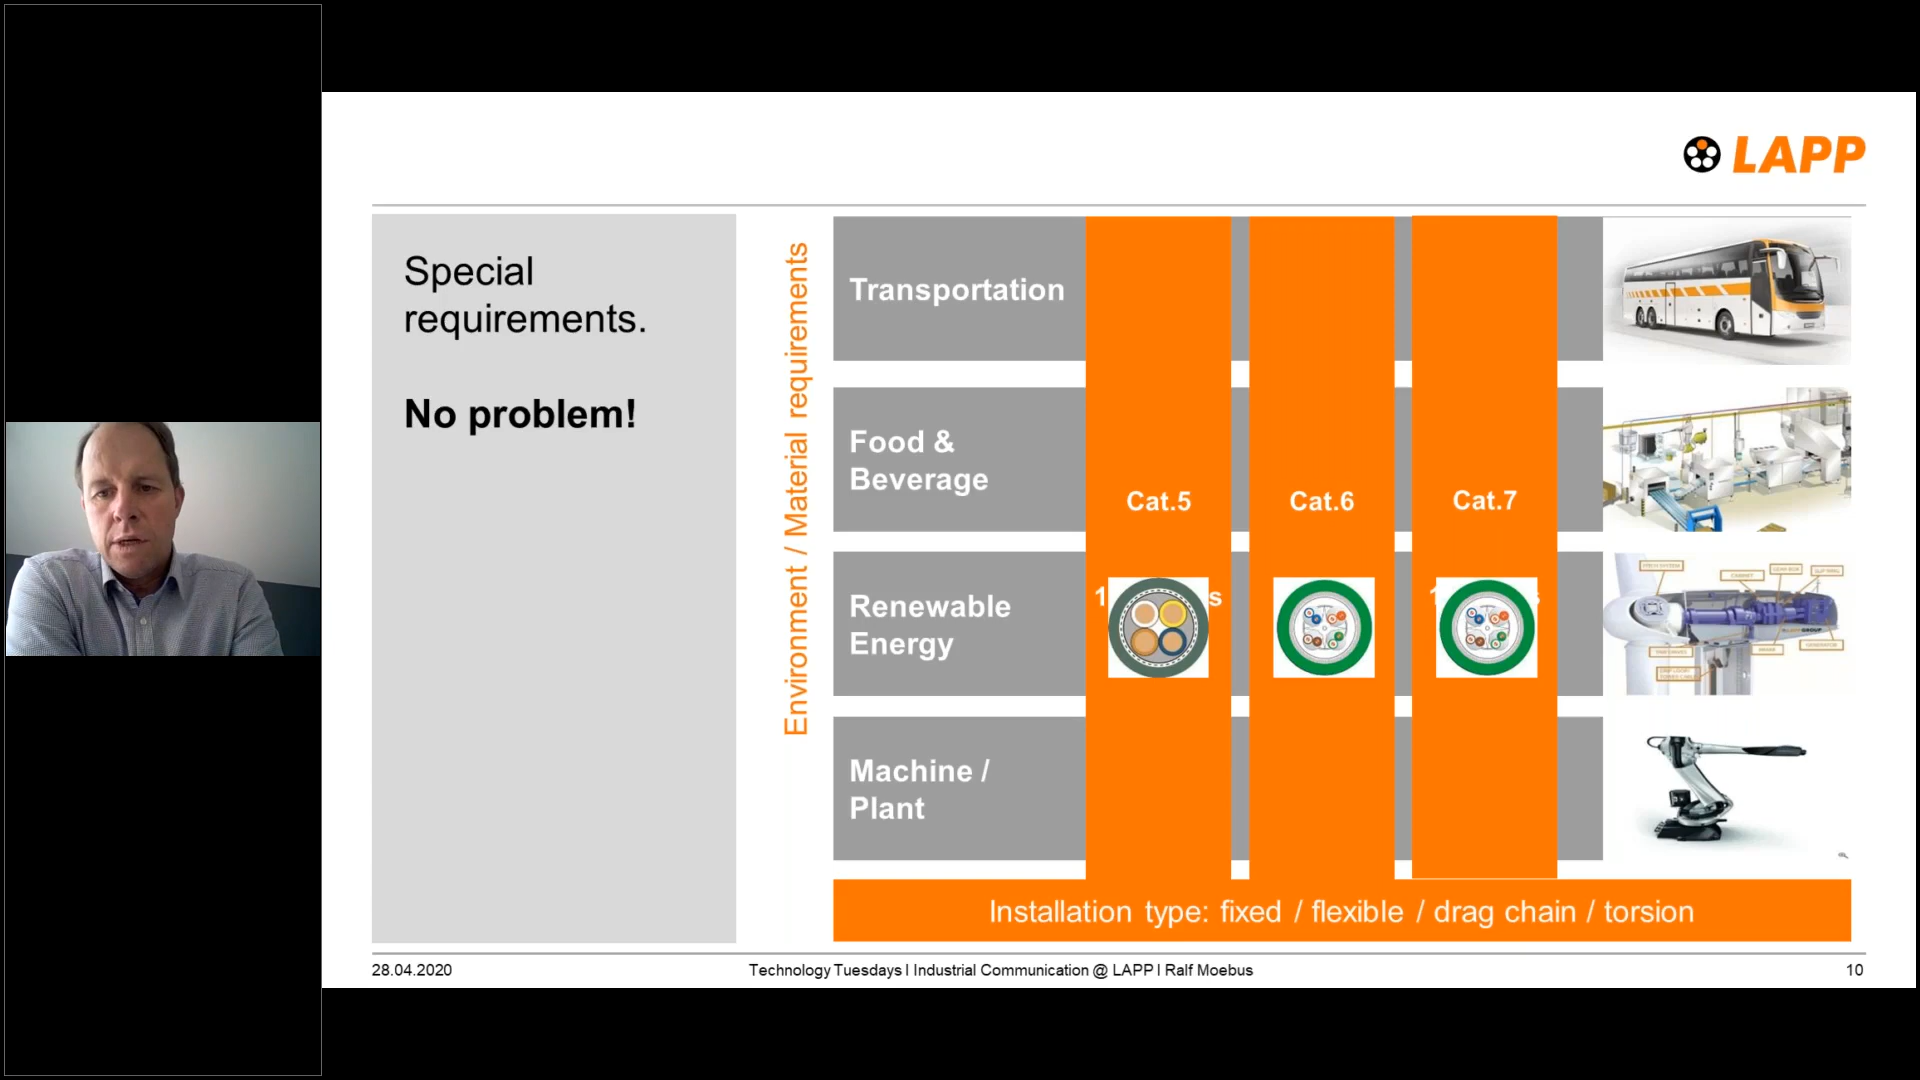 LAPP
Special
requirements.
No problem!
Environment / Material requirements
Transportation
Food &
Beverage
Renewable
Energy
Machine /
Plant
Cat.5
Cat.6
Cat.7
Installation type: fixed / flexible / drag chain / torsion
28.04.2020
Technology Tuesdays I Industrial Communication @ LAPP I Ralf Moebus
10